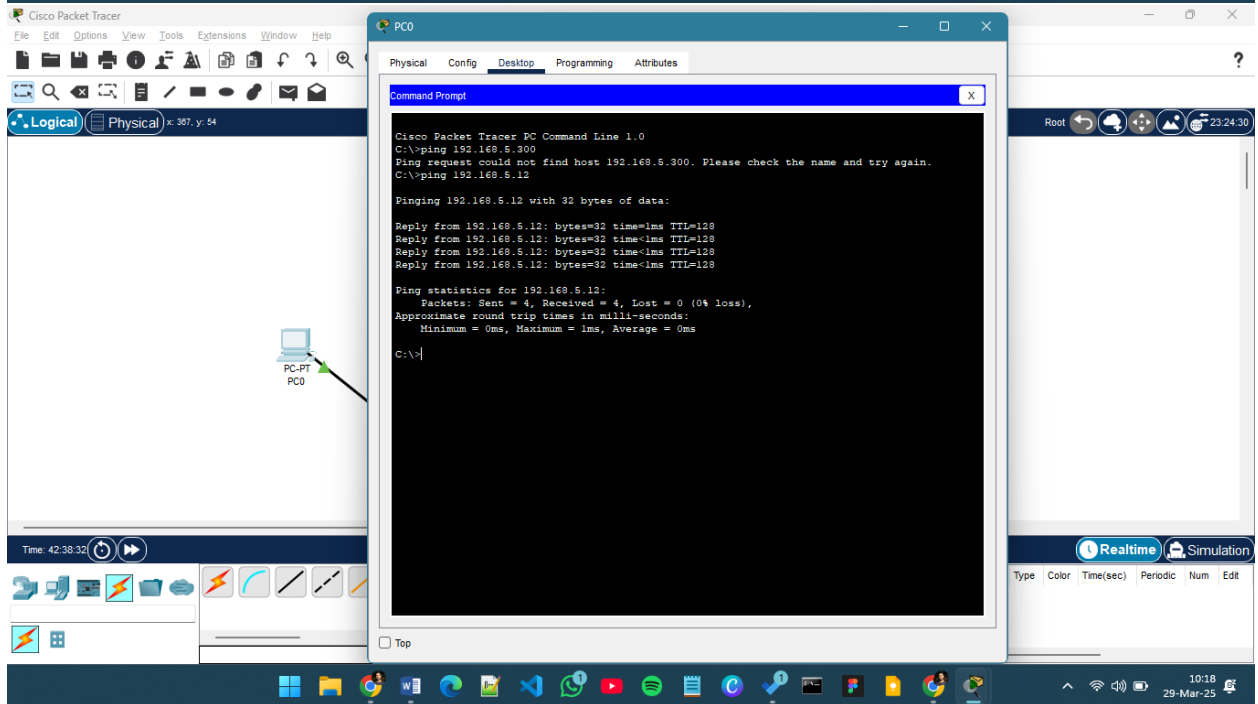 Cisco Packet Tracer
File Edit Options View Tools Extensions Window Help
?
Logical Physical x: 367, y: 54
Root 23:24:30
PC-PT
PC0
Time: 42:38:32
Realtime Simulation
Type Color Time(sec) Periodic Num Edit
PC0
Physical Config Desktop Programming Attributes
Command Prompt
X
Cisco Packet Tracer PC Command Line 1.0
C:\>ping 192.168.5.300
Ping request could not find host 192.168.5.300. Please check the name and try again.
C:\>ping 192.168.5.12
Pinging 192.168.5.12 with 32 bytes of data:
Reply from 192.168.5.12: bytes=32 time=1ms TTL=128
Reply from 192.168.5.12: bytes=32 time<1ms TTL=128
Reply from 192.168.5.12: bytes=32 time<1ms TTL=128
Reply from 192.168.5.12: bytes=32 time<1ms TTL=128
Ping statistics for 192.168.5.12:
Packets: Sent = 4, Received = 4, Lost = 0 (0% loss),
Approximate round trip times in milli-seconds:
Minimum = 0ms, Maximum = 1ms, Average = 0ms
C:\>
Top
1
1
10:18
29-Mar-25